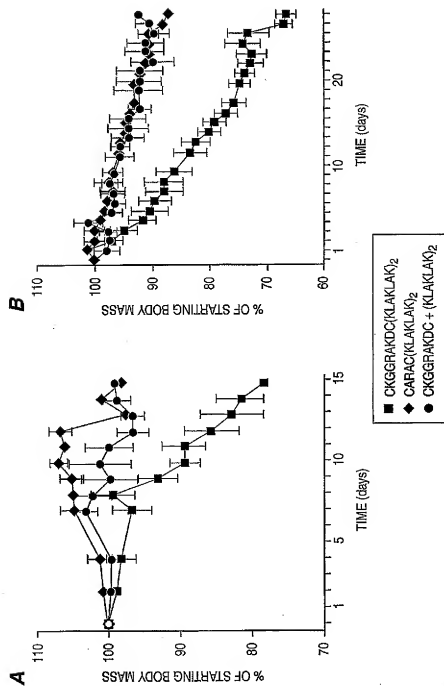 A
% OF STARTING BODY MASS
110
100
90
80
70
1
5
10
15
TIME (days)
B
% OF STARTING BODY MASS
110
100
90
80
70
60
1
10
20
TIME (days)
CKGGRAKDC(KLAKLAK)2
CARAC(KLAKLAK)2
CKGGRAKDC + (KLAKLAK)2